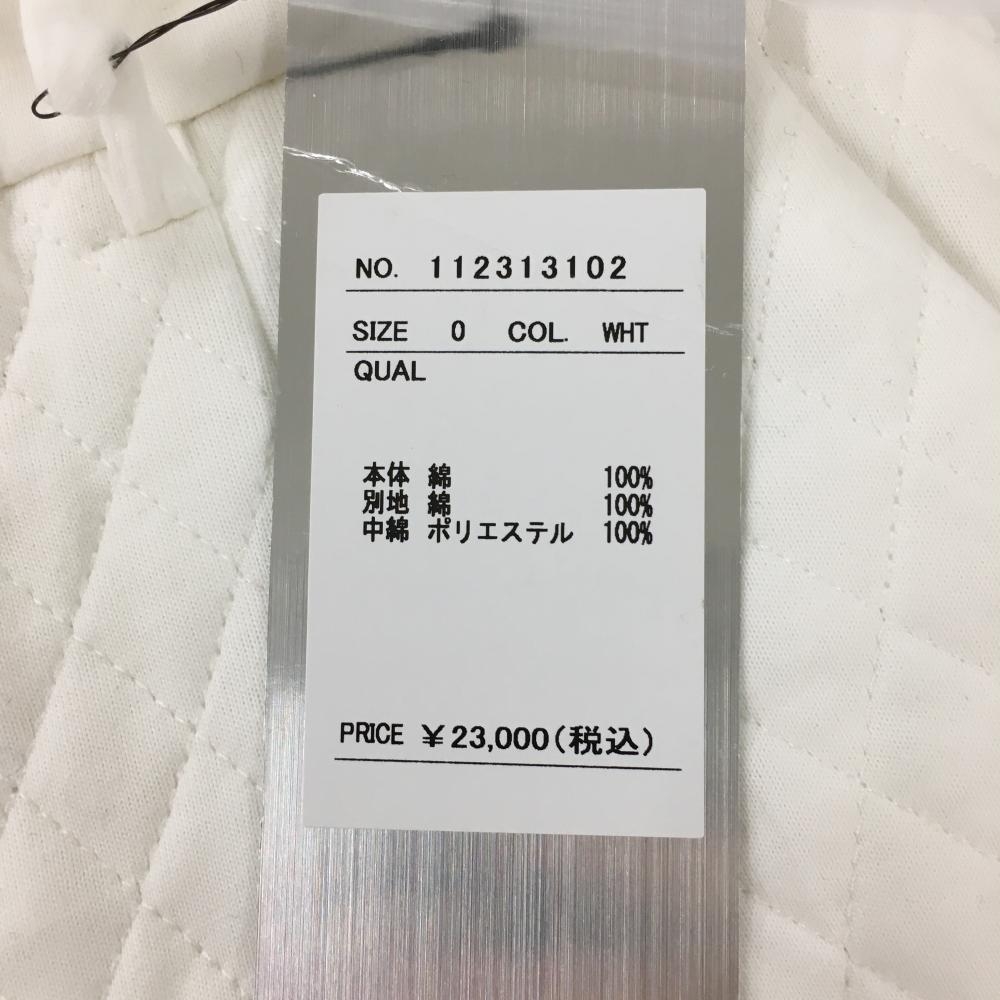 NO. 112313102
SIZE 0 COL. WHT
QUAL
本体 綿 100%
別地 綿 100%
中綿 ポリエステル 100%
PRICE ¥23,000(税込)